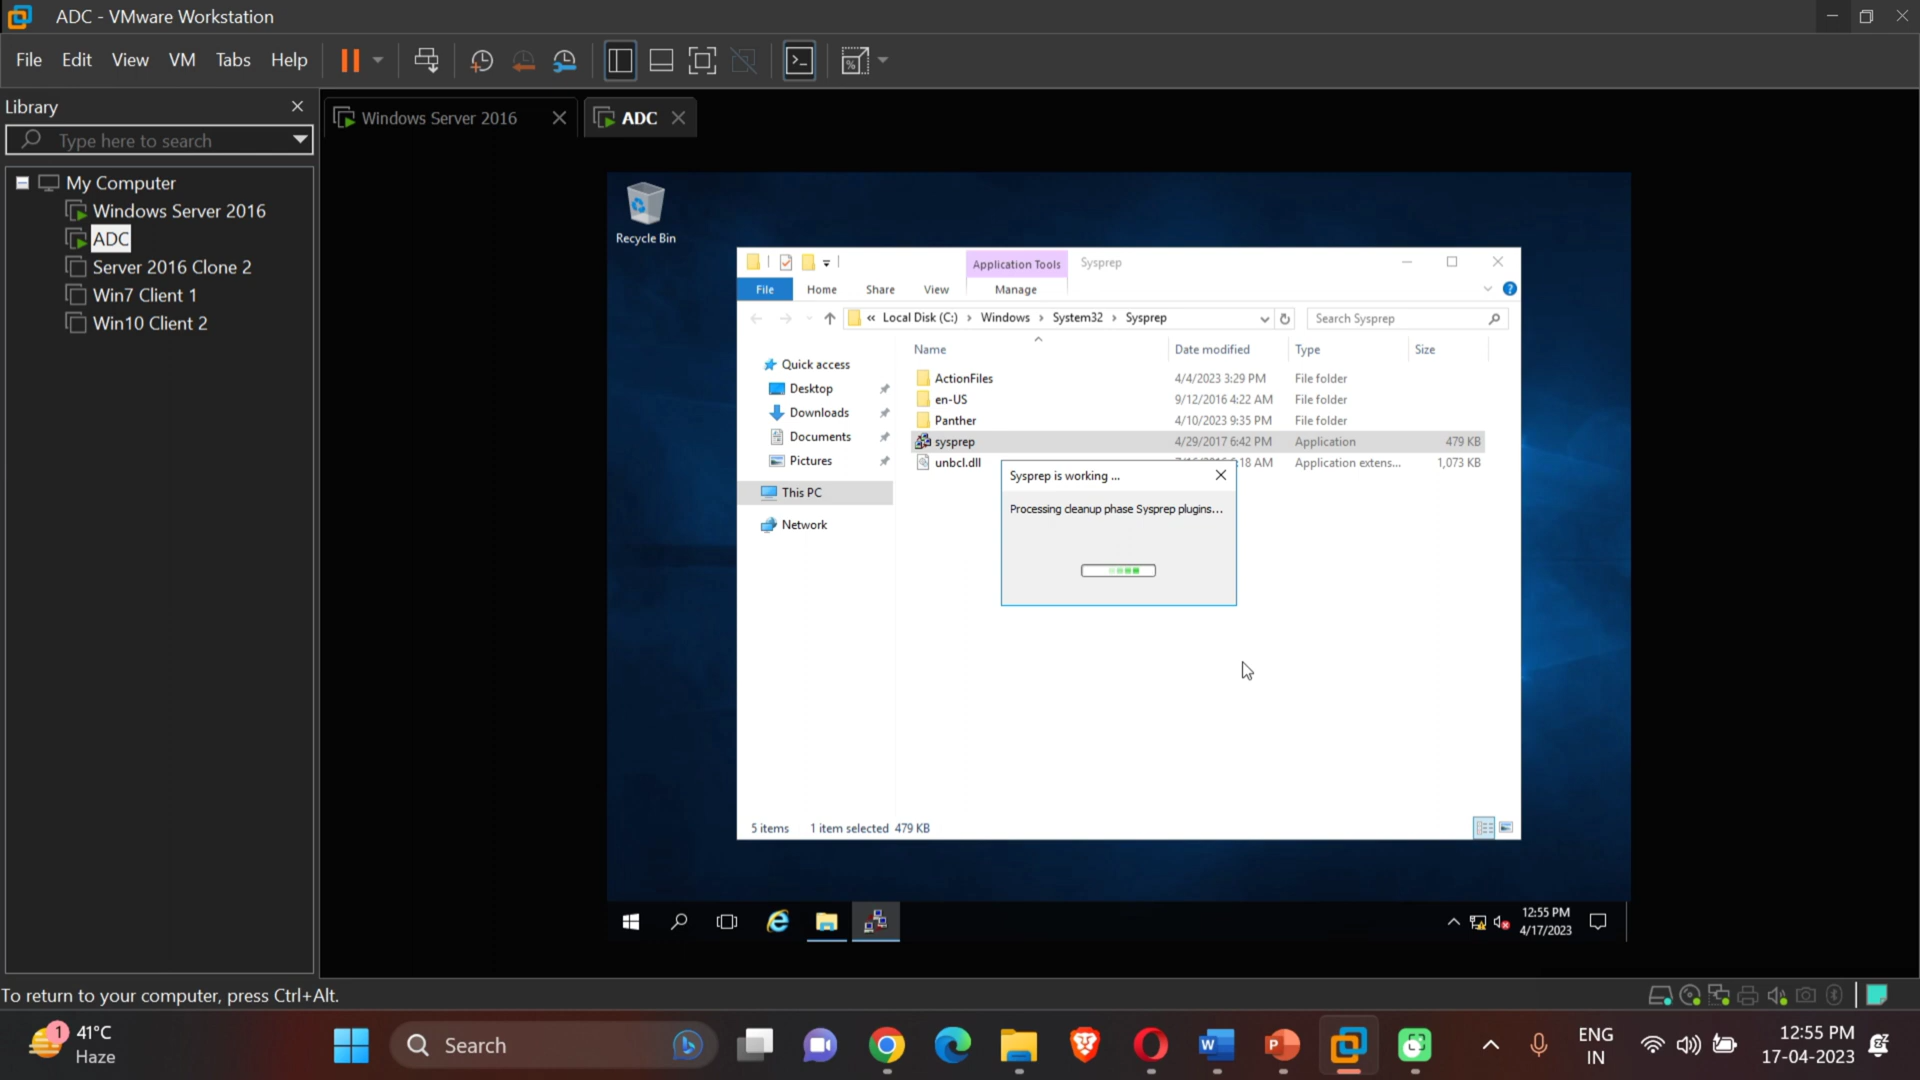 ADC - VMware Workstation
File Edit View VM Tabs Help
Library
Type here to search
My Computer
Windows Server 2016
ADC
Server 2016 Clone 2
Win7 Client 1
Win10 Client 2
Windows Server 2016
ADC
Recycle Bin
Application Tools Sysprep
File Home Share View Manage
« Local Disk (C:) › Windows › System32 › Sysprep
Search Sysprep
Name Date modified Type Size
Quick access
Desktop
Downloads
Documents
Pictures
This PC
Network
ActionFiles 4/4/2023 3:29 PM File folder
en-US 9/12/2016 4:22 AM File folder
Panther 4/10/2023 9:35 PM File folder
sysprep 4/29/2017 6:42 PM Application 479 KB
unbcl.dll :18 AM Application extens... 1,073 KB
Sysprep is working ...
Processing cleanup phase Sysprep plugins...
5 items 1 item selected 479 KB
12:55 PM
4/17/2023
To return to your computer, press Ctrl+Alt.
1 41°C
Haze
Search
ENG
IN
12:55 PM
17-04-2023